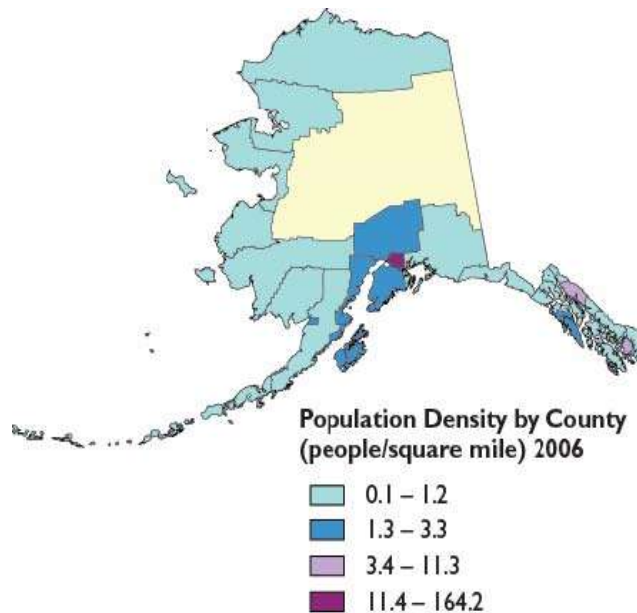 Population Density by County
(people/square mile) 2006
0.1 – 1.2
1.3 – 3.3
3.4 – 11.3
11.4 – 164.2